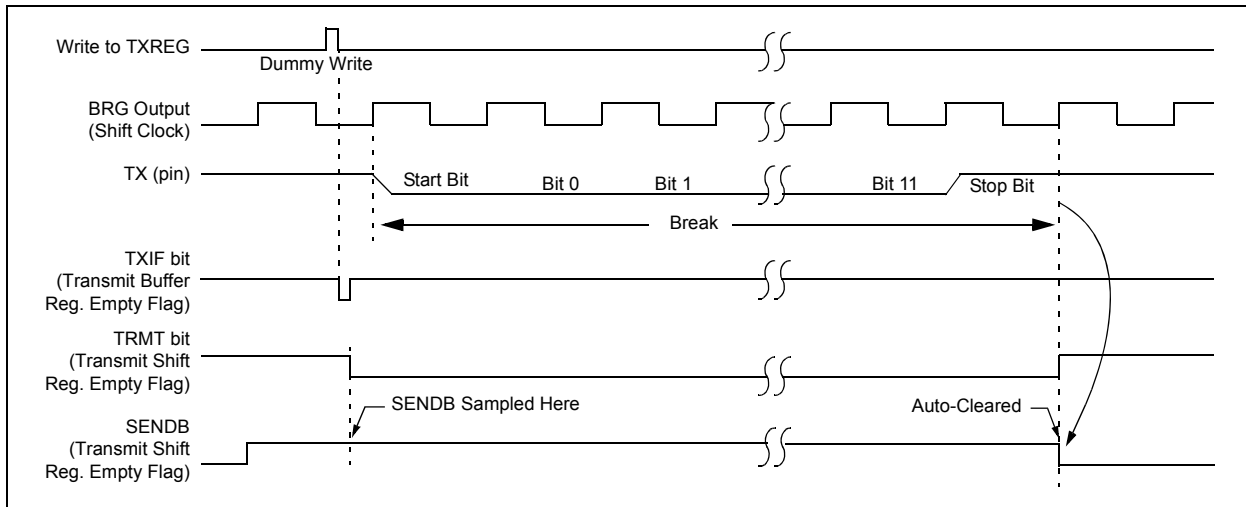 Write to TXREG
Dummy Write
BRG Output
(Shift Clock)
TX (pin)
Start Bit
Bit 0
Bit 1
Bit 11
Stop Bit
Break
TXIF bit
(Transmit Buffer
Reg. Empty Flag)
TRMT bit
(Transmit Shift
Reg. Empty Flag)
SENDB Sampled Here
Auto-Cleared
SENDB
(Transmit Shift
Reg. Empty Flag)